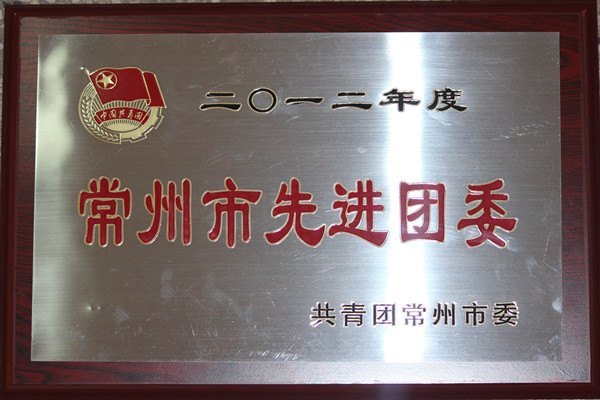 中国共青团
二〇一二年度
常州市先进团委
共青团常州市委